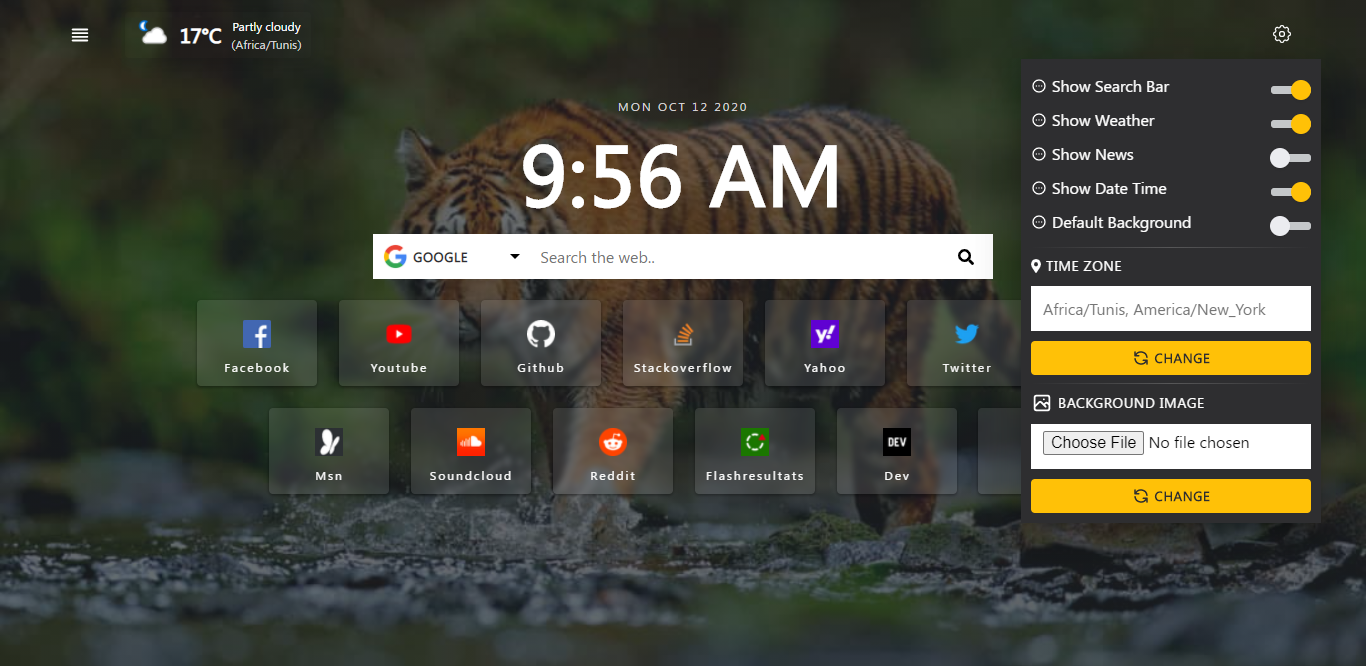 17°C
Partly cloudy
(Africa/Tunis)
MON OCT 12 2020
9:56 AM
GOOGLE
Search the web..
Facebook
Youtube
Github
Stackoverflow
y!
Yahoo
Twitter
Msn
Soundcloud
Reddit
Flashresultats
DEV
Dev
Show Search Bar
Show Weather
Show News
Show Date Time
Default Background
TIME ZONE
Africa/Tunis, America/New_York
CHANGE
BACKGROUND IMAGE
Choose File No file chosen
CHANGE